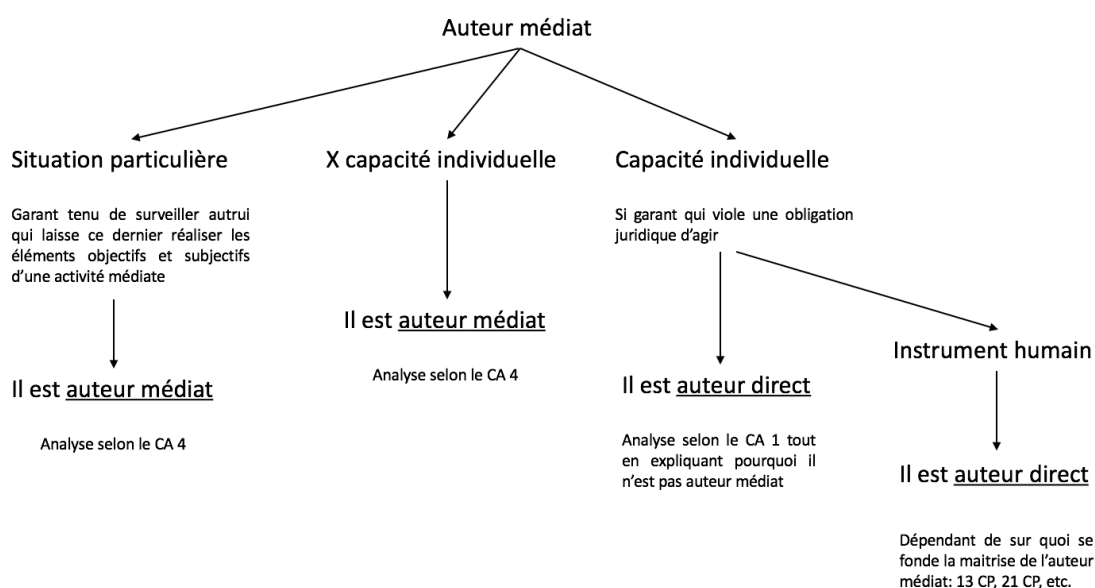 Auteur médiat
Situation particulière
Garant tenu de surveiller autrui
qui laisse ce dernier réaliser les
éléments objectifs et subjectifs
d'une activité médiate
Il est auteur médiat
Analyse selon le CA 4
X capacité individuelle
Il est auteur médiat
Analyse selon le CA 4
Capacité individuelle
Si garant qui viole une obligation
juridique d'agir
Il est auteur direct
Analyse selon le CA 1 tout
en expliquant pourquoi il
n'est pas auteur médiat
Instrument humain
Il est auteur direct
Dépendant de sur quoi se
fonde la maitrise de l'auteur
médiat: 13 CP, 21 CP, etc.